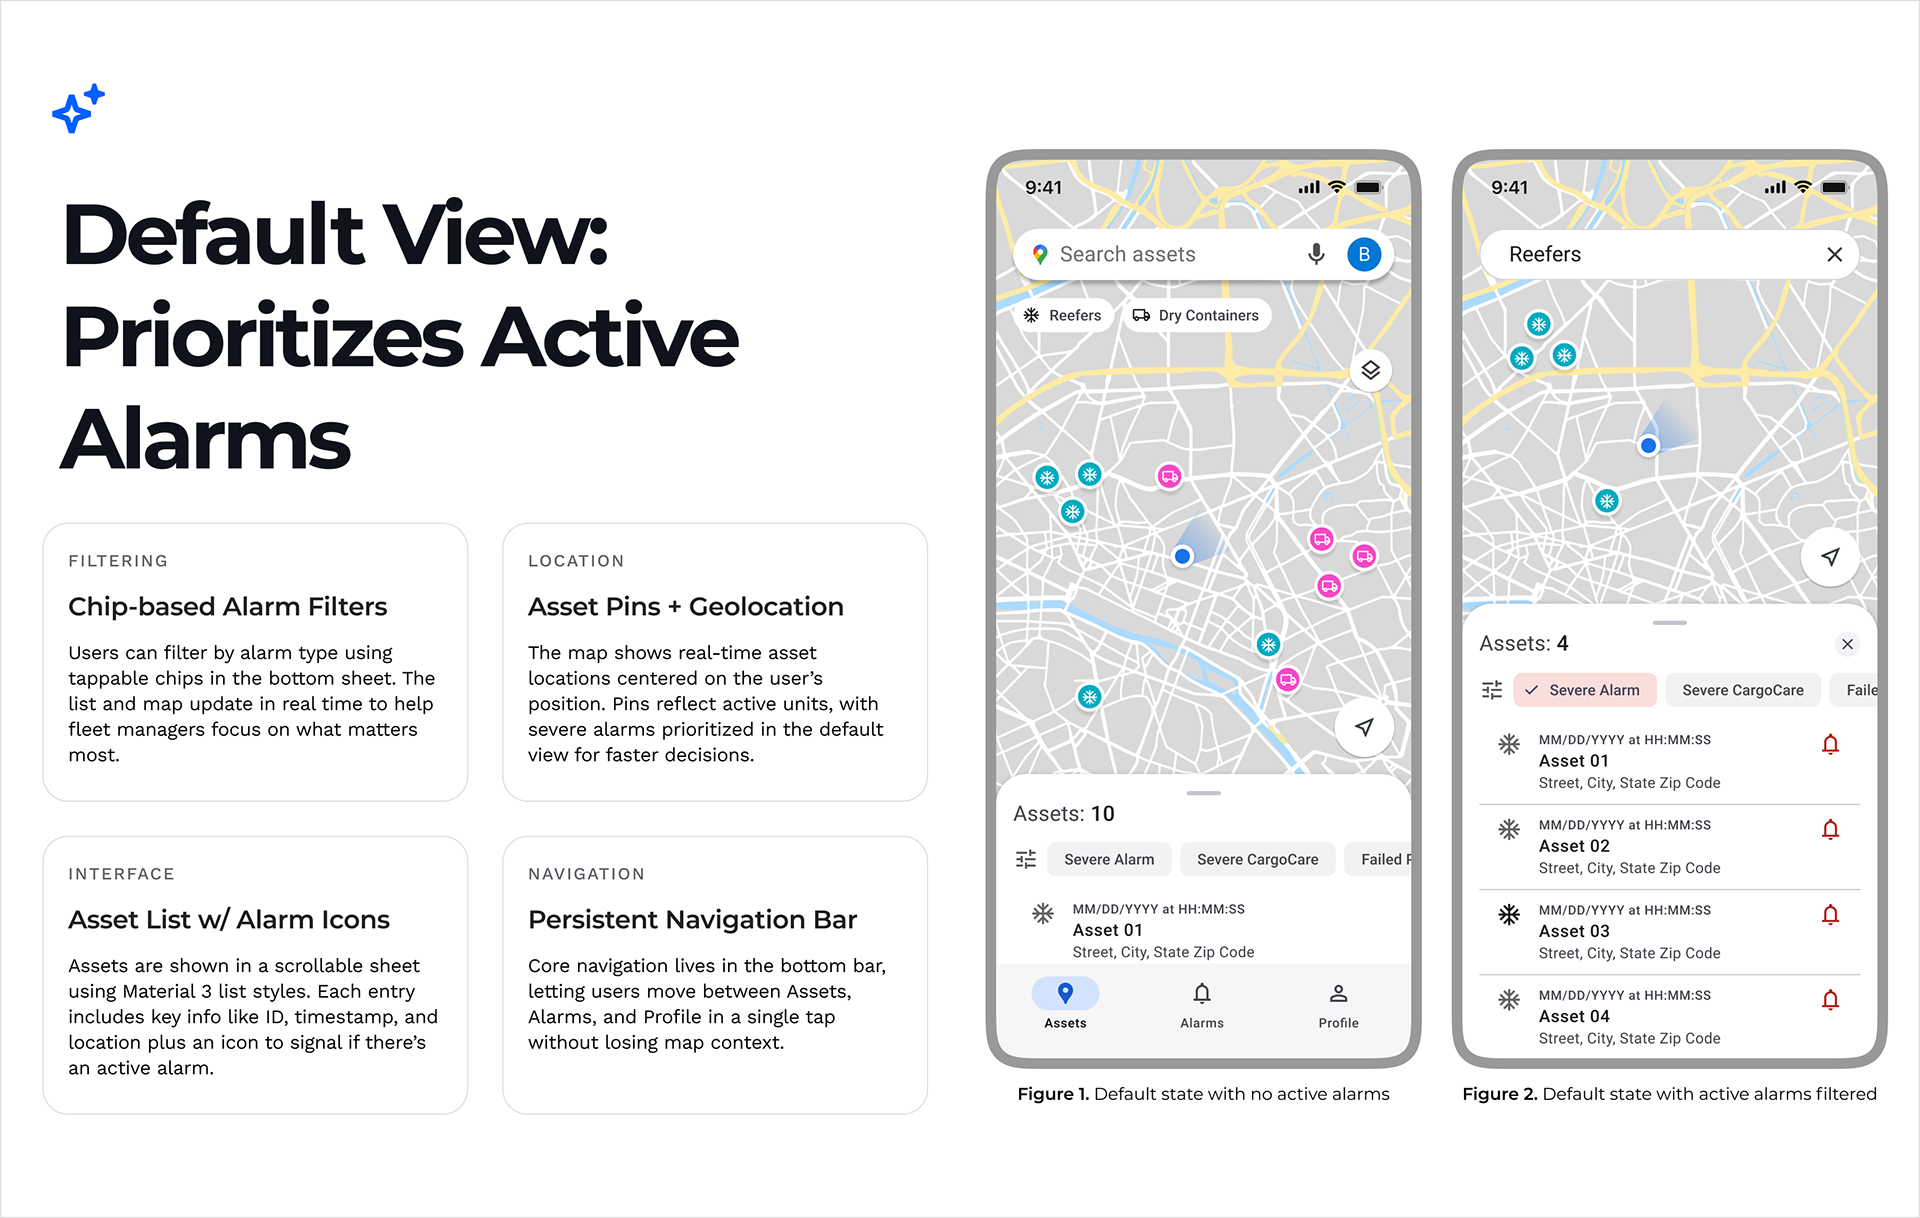 Default View:
Prioritizes Active
Alarms
FILTERING
Chip-based Alarm Filters
Users can filter by alarm type using
tappable chips in the bottom sheet. The
list and map update in real time to help
fleet managers focus on what matters
most.
LOCATION
Asset Pins + Geolocation
The map shows real-time asset
locations centered on the user's
position. Pins reflect active units, with
severe alarms prioritized in the default
view for faster decisions.
INTERFACE
Asset List w/ Alarm Icons
Assets are shown in a scrollable sheet
using Material 3 list styles. Each entry
includes key info like ID, timestamp, and
location plus an icon to signal if there's
an active alarm.
NAVIGATION
Persistent Navigation Bar
Core navigation lives in the bottom bar,
letting users move between Assets,
Alarms, and Profile in a single tap
without losing map context.
9:41
Search assets
B
Reefers
Dry Containers
Assets: 10
Severe Alarm
Severe CargoCare
Failed
MM/DD/YYYY at HH:MM:SS
Asset 01
Street, City, State Zip Code
Assets
Alarms
Profile
Figure 1. Default state with no active alarms
9:41
Reefers
Assets: 4
Severe Alarm
Severe CargoCare
Faile
MM/DD/YYYY at HH:MM:SS
Asset 01
Street, City, State Zip Code
MM/DD/YYYY at HH:MM:SS
Asset 02
Street, City, State Zip Code
MM/DD/YYYY at HH:MM:SS
Asset 03
Street, City, State Zip Code
MM/DD/YYYY at HH:MM:SS
Asset 04
Street, City, State Zip Code
Figure 2. Default state with active alarms filtered